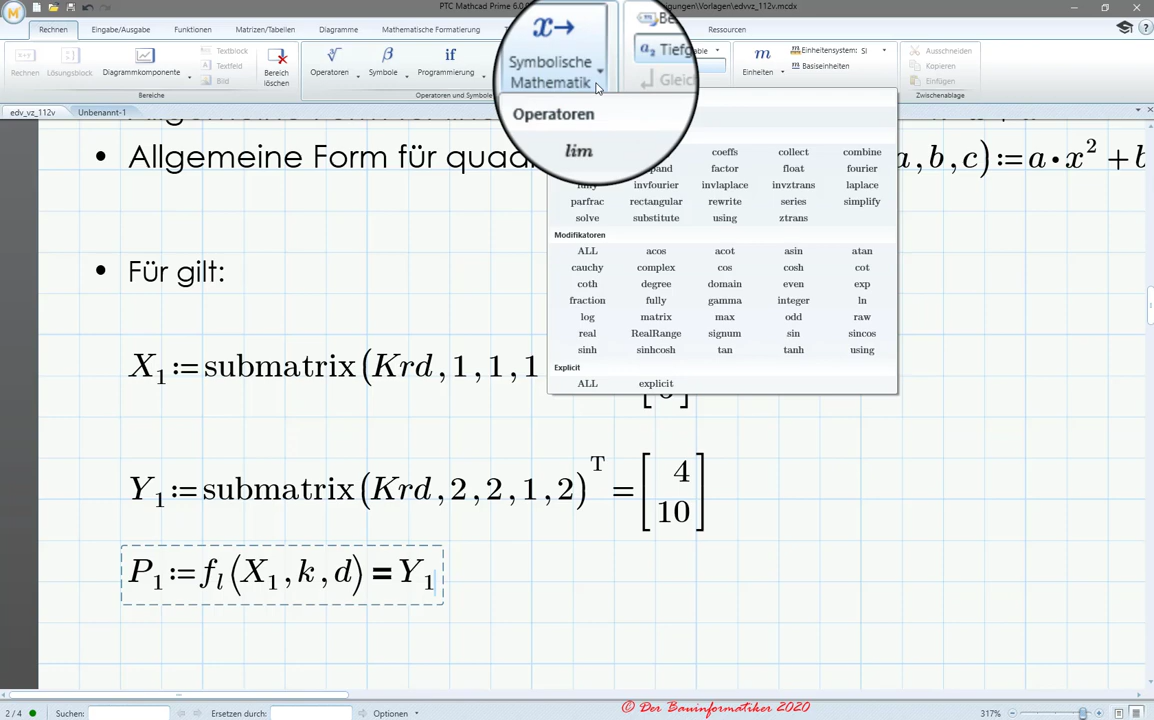 PTC Mathcad Prime 6.0
\Vorlagen\edvvz_112v.mcdx
Rechnen Eingabe/Ausgabe Funktionen Matrizen/Tabellen Diagramme Mathematische Formatierung Ressourcen
Rechnen Lösungsblock Diagrammkomponente Textblock Textfeld Bild Bereich löschen
Operatoren Symbole Programmierung
Symbolische Mathematik
Einheiten Einheitensystem: SI
Basiseinheiten
Ausschneiden
Kopieren
Einfügen
Bereiche Operatoren und Symbole Zwischenablage
edv_vz_112v Unbenannt-1
Operatoren
lim
coeffs collect combine
factor float fourier
invfourier invlaplace invztrans laplace
parfrac rectangular rewrite series simplify
solve substitute using ztrans
Modifikatoren
ALL acos acot asin atan
cauchy complex cos cosh cot
coth degree domain even exp
fraction fully gamma integer ln
log matrix max odd raw
real RealRange signum sin sincos
sinh sinhcosh tan tanh using
Explicit
ALL explicit
• Allgemeine Form für quad a,b,c):=a·x² +b
• Für gilt:
X₁:=submatrix(Krd,1,1,1
Y₁:=submatrix(Krd,2,2,1,2)ᵀ=[4
10]
P₁:=fₗ(X₁,k,d)=Y₁
2 / 4 Suchen: Ersetzen durch: Optionen 317%
© Der Bauinformatiker 2020